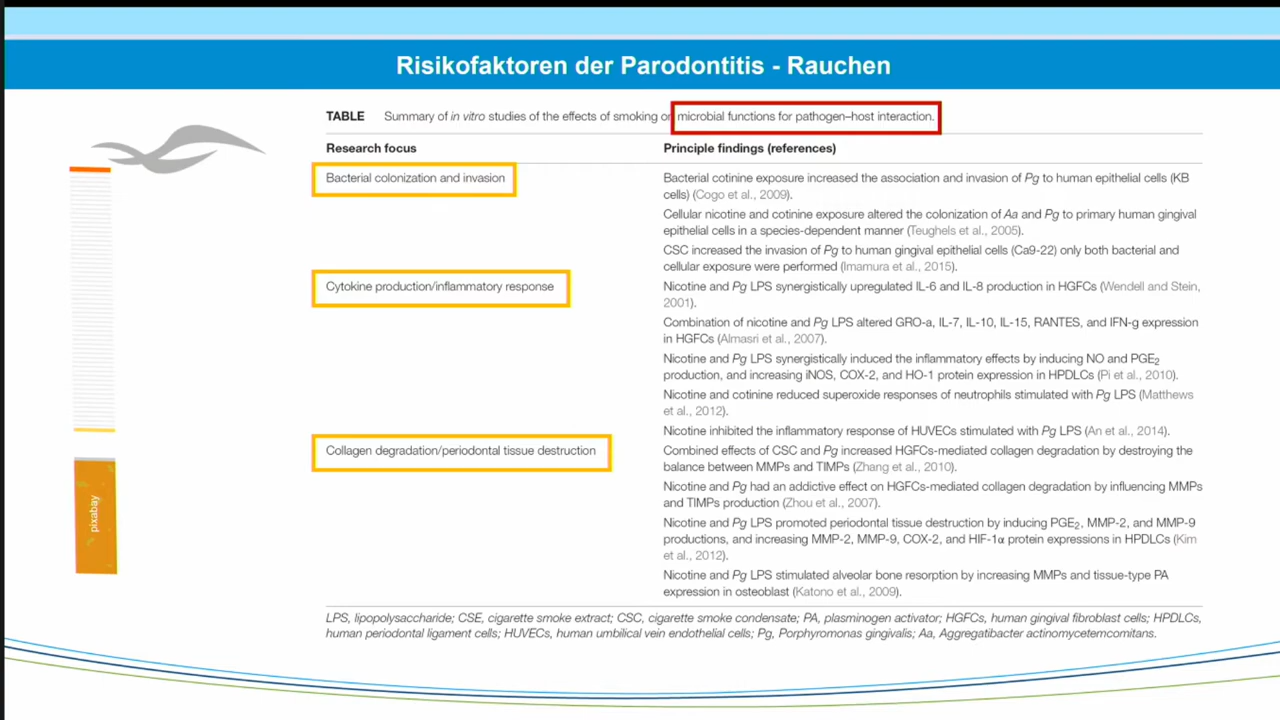 Risikofaktoren der Parodontitis - Rauchen
TABLE Summary of in vitro studies of the effects of smoking on microbial functions for pathogen–host interaction.
Research focus Principle findings (references)
Bacterial colonization and invasion Bacterial cotinine exposure increased the association and invasion of Pg to human epithelial cells (KB
cells) (Cogo et al., 2009).
Cellular nicotine and cotinine exposure altered the colonization of Aa and Pg to primary human gingival
epithelial cells in a species-dependent manner (Teughels et al., 2005).
CSC increased the invasion of Pg to human gingival epithelial cells (Ca9-22) only both bacterial and
cellular exposure were performed (Imamura et al., 2015).
Cytokine production/inflammatory response Nicotine and Pg LPS synergistically upregulated IL-6 and IL-8 production in HGFCs (Wendell and Stein,
2001).
Combination of nicotine and Pg LPS altered GRO-a, IL-7, IL-10, IL-15, RANTES, and IFN-g expression
in HGFCs (Almasri et al., 2007).
Nicotine and Pg LPS synergistically induced the inflammatory effects by inducing NO and PGE₂
production, and increasing iNOS, COX-2, and HO-1 protein expression in HPDLCs (Pi et al., 2010).
Nicotine and cotinine reduced superoxide responses of neutrophils stimulated with Pg LPS (Matthews
et al., 2012).
Nicotine inhibited the inflammatory response of HUVECs stimulated with Pg LPS (An et al., 2014).
Collagen degradation/periodontal tissue destruction Combined effects of CSC and Pg increased HGFCs-mediated collagen degradation by destroying the
balance between MMPs and TIMPs (Zhang et al., 2010).
Nicotine and Pg had an addictive effect on HGFCs-mediated collagen degradation by influencing MMPs
and TIMPs production (Zhou et al., 2007).
Nicotine and Pg LPS promoted periodontal tissue destruction by inducing PGE₂, MMP-2, and MMP-9
productions, and increasing MMP-2, MMP-9, COX-2, and HIF-1α protein expressions in HPDLCs (Kim
et al., 2012).
Nicotine and Pg LPS stimulated alveolar bone resorption by increasing MMPs and tissue-type PA
expression in osteoblast (Katono et al., 2009).
LPS, lipopolysaccharide; CSE, cigarette smoke extract; CSC, cigarette smoke condensate; PA, plasminogen activator; HGFCs, human gingival fibroblast cells; HPDLCs,
human periodontal ligament cells; HUVECs, human umbilical vein endothelial cells; Pg, Porphyromonas gingivalis; Aa, Aggregatibacter actinomycetemcomitans.
pixabay